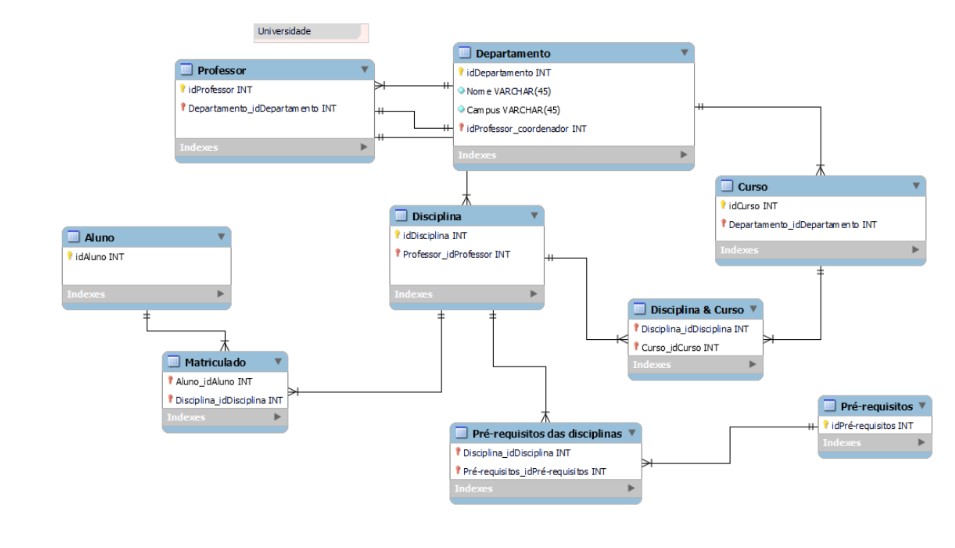 Universidade
Professor
idProfessor INT
Departamento_idDepartamento INT
Indexes
Departamento
idDepartamento INT
Nome VARCHAR(45)
Campus VARCHAR(45)
idProfessor_coordenador INT
Indexes
Curso
idCurso INT
Departamento_idDepartamento INT
Indexes
Disciplina
idDisciplina INT
Professor_idProfessor INT
Indexes
Aluno
idAluno INT
Indexes
Disciplina & Curso
Disciplina_idDisciplina INT
Curso_idCurso INT
Indexes
Matriculado
Aluno_idAluno INT
Disciplina_idDisciplina INT
Indexes
Pré-requisitos
idPré-requisitos INT
Indexes
Pré-requisitos das disciplinas
Disciplina_idDisciplina INT
Pré-requisitos_idPré-requisitos INT
Indexes